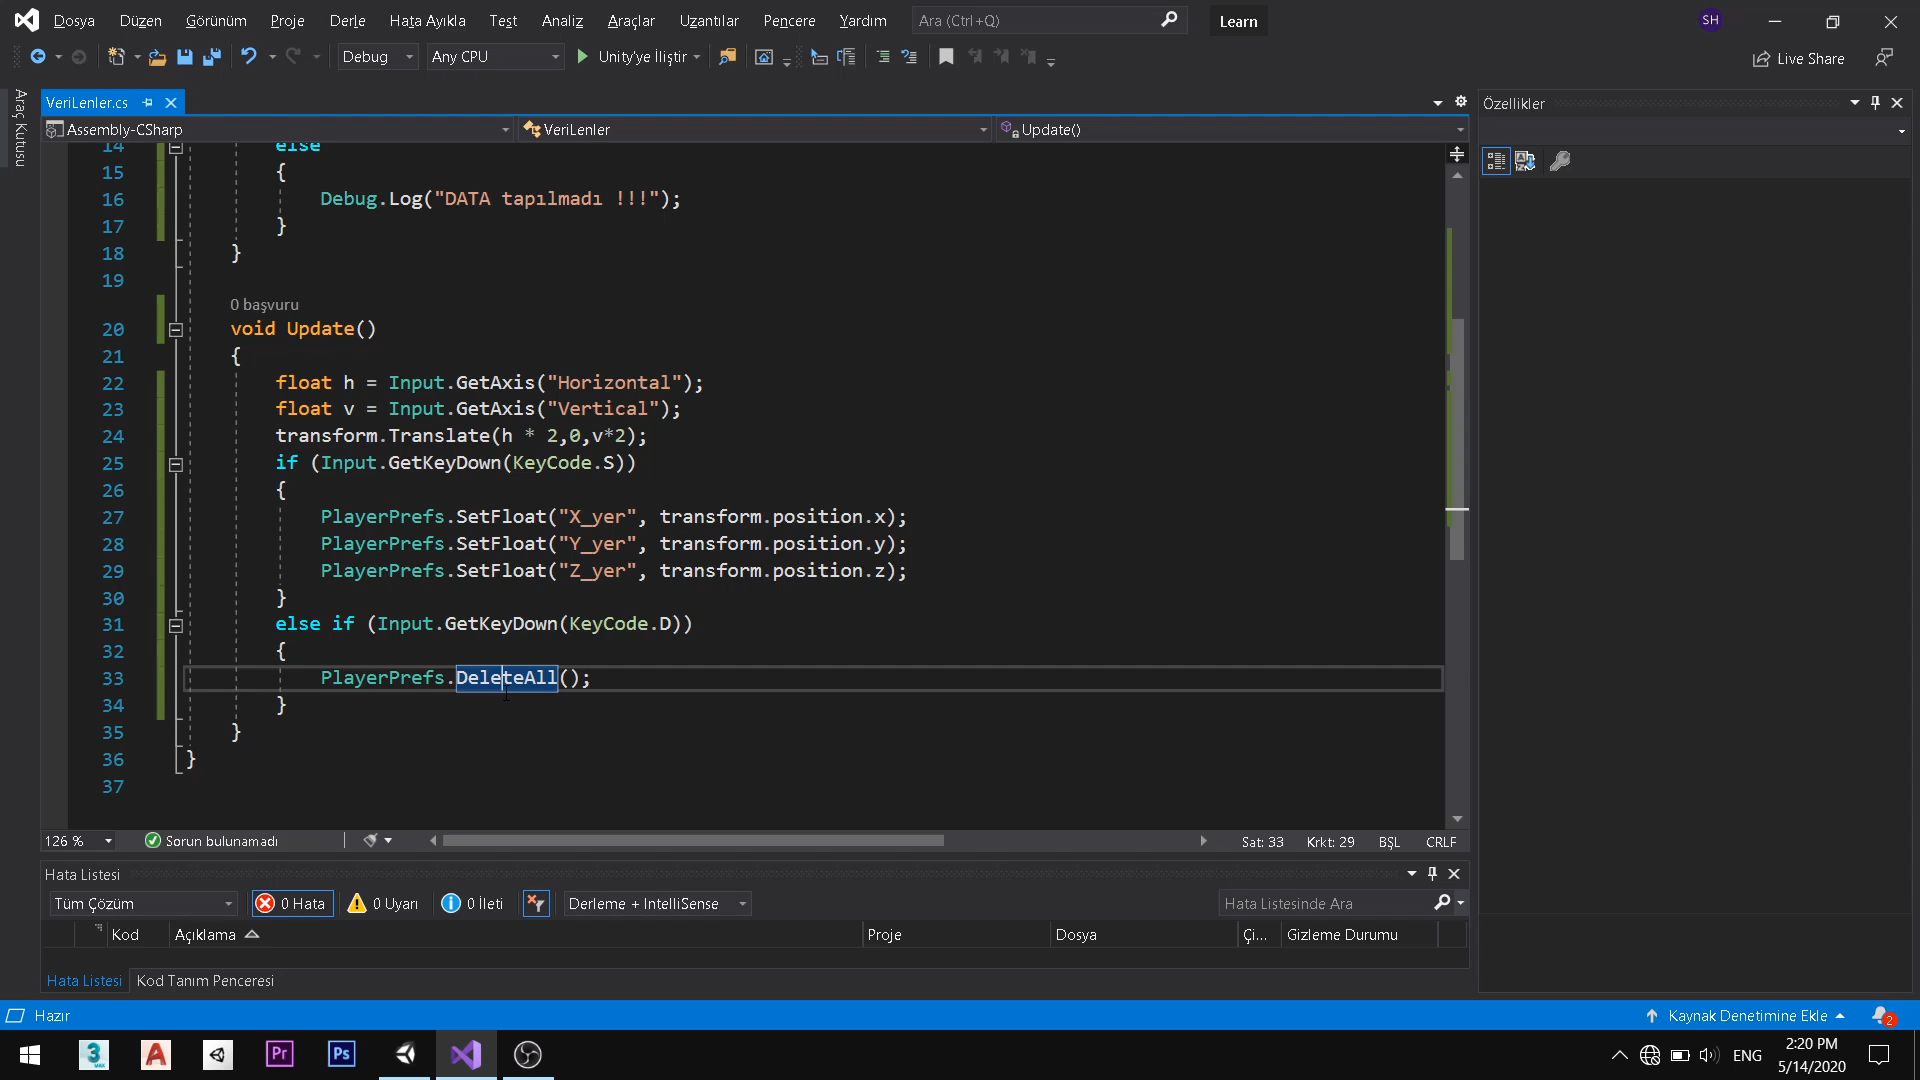 Dosya Düzen Görünüm Proje Derle Hata Ayıkla Test Analiz Araçlar Uzantılar Pencere Yardım Ara (Ctrl+Q) Learn SH
Debug Any CPU Unity'ye İliştir Live Share
Araç Kutusu
VeriLenler.cs
Özellikler
Assembly-CSharp VeriLenler Update()
14 else
15 {
16 Debug.Log("DATA tapılmadı !!!");
17 }
18 }
19
0 başvuru
20 void Update()
21 {
22 float h = Input.GetAxis("Horizontal");
23 float v = Input.GetAxis("Vertical");
24 transform.Translate(h * 2,0,v*2);
25 if (Input.GetKeyDown(KeyCode.S))
26 {
27 PlayerPrefs.SetFloat("X_yer", transform.position.x);
28 PlayerPrefs.SetFloat("Y_yer", transform.position.y);
29 PlayerPrefs.SetFloat("Z_yer", transform.position.z);
30 }
31 else if (Input.GetKeyDown(KeyCode.D))
32 {
33 PlayerPrefs.DeleteAll();
34 }
35 }
36 }
37
126 % Sorun bulunamadı Sat: 33 Krkt: 29 BŞL CRLF
Hata Listesi
Tüm Çözüm 0 Hata 0 Uyarı 0 İleti Derleme + IntelliSense Hata Listesinde Ara
Kod Açıklama Proje Dosya Çi... Gizleme Durumu
Hata Listesi Kod Tanım Penceresi
Hazır Kaynak Denetimine Ekle 2
3 MAX A Pr Ps ENG 2:20 PM
5/14/2020